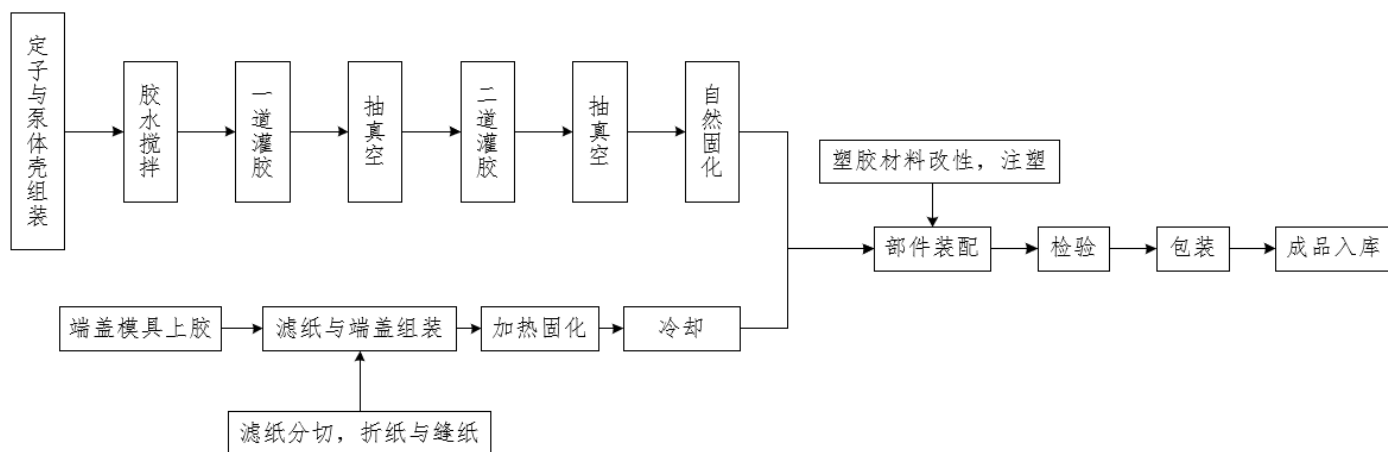 定子与泵体壳组装
胶水搅拌
一道灌胶
抽真空
二道灌胶
抽真空
自然固化
塑胶材料改性，注塑
部件装配
检验
包装
成品入库
端盖模具上胶
滤纸与端盖组装
加热固化
冷却
滤纸分切，折纸与缝纸